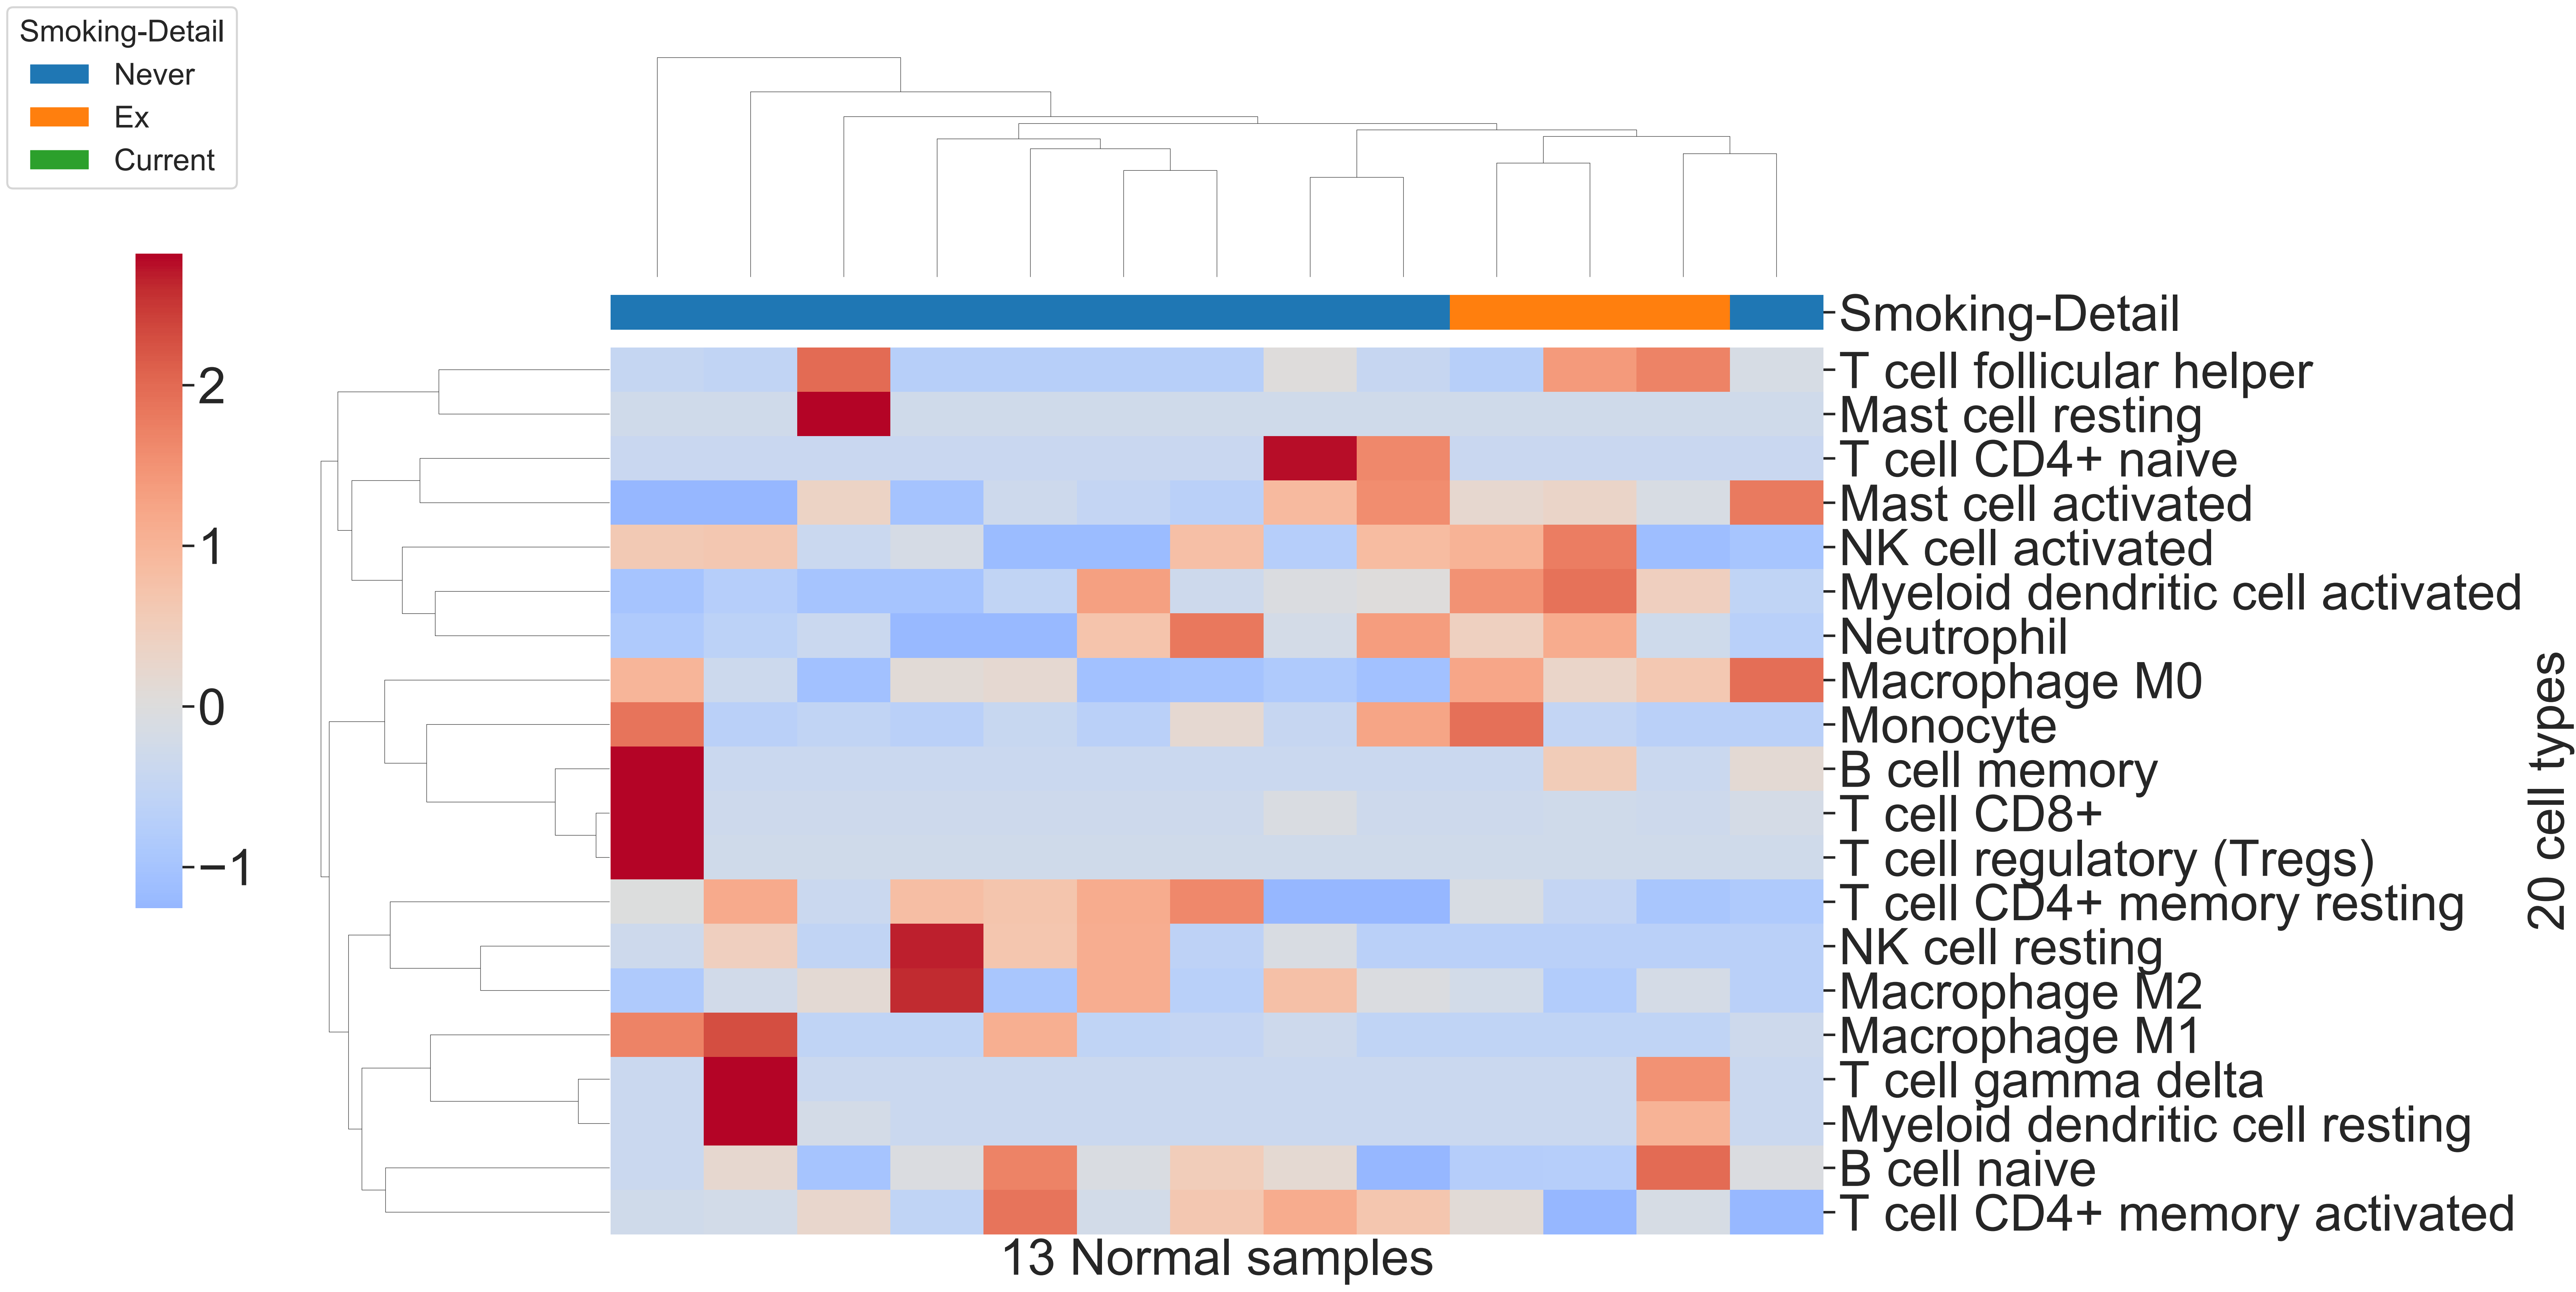 Smoking-Detail
Never
Ex
Current
2
1
0
−1
Smoking-Detail
T cell follicular helper
Mast cell resting
T cell CD4+ naive
Mast cell activated
NK cell activated
Myeloid dendritic cell activated
Neutrophil
Macrophage M0
Monocyte
B cell memory
T cell CD8+
T cell regulatory (Tregs)
T cell CD4+ memory resting
NK cell resting
Macrophage M2
Macrophage M1
T cell gamma delta
Myeloid dendritic cell resting
B cell naive
T cell CD4+ memory activated
20 cell types
13 Normal samples